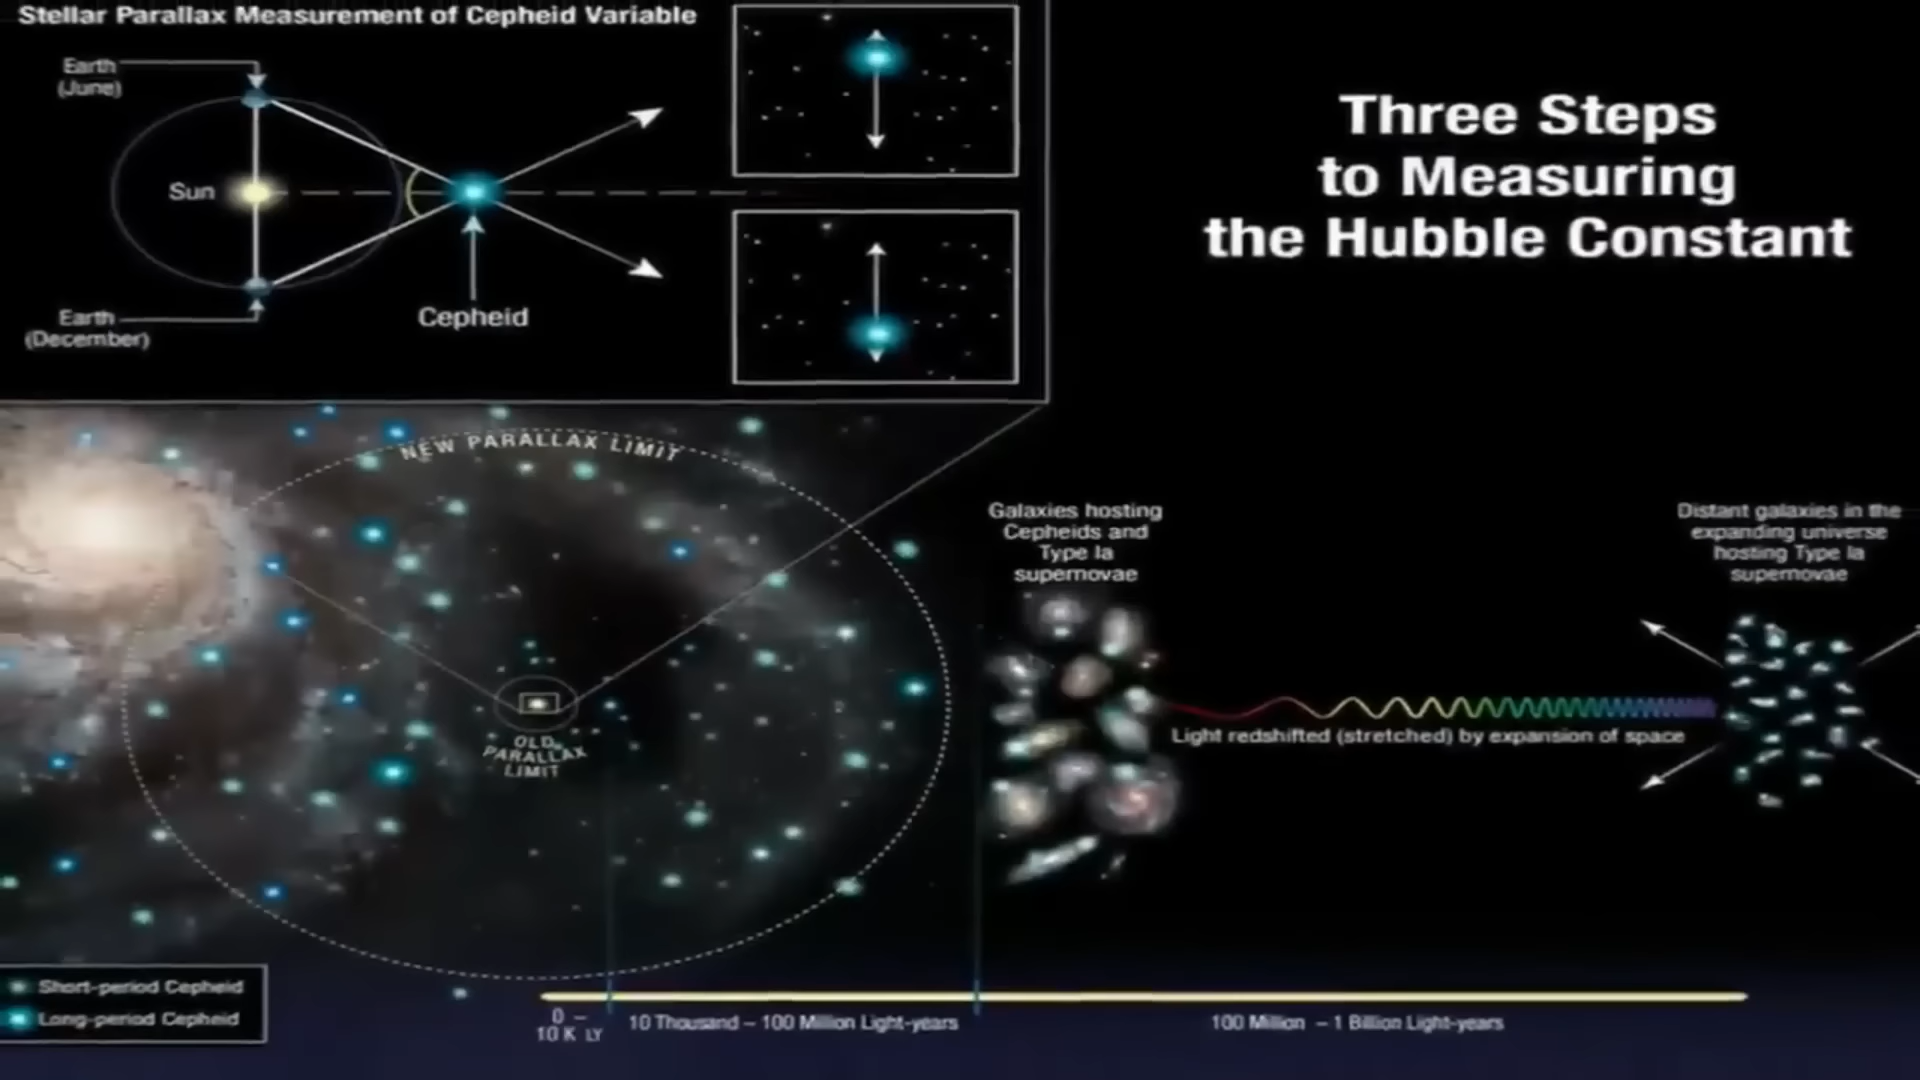 Stellar Parallax Measurement of Cepheid Variable
Earth
(June)
Sun
Earth
(December)
Cepheid
Three Steps
to Measuring
the Hubble Constant
NEW PARALLAX LIMIT
OLD
PARALLAX
LIMIT
Galaxies hosting
Cepheids and
Type Ia
supernovae
Light redshifted (stretched) by expansion of space
Distant galaxies in the
expanding universe
hosting Type Ia
supernovae
Short-period Cepheid
Long-period Cepheid
0 –
10 K LY
10 Thousand – 100 Million Light-years
100 Million – 1 Billion Light-years